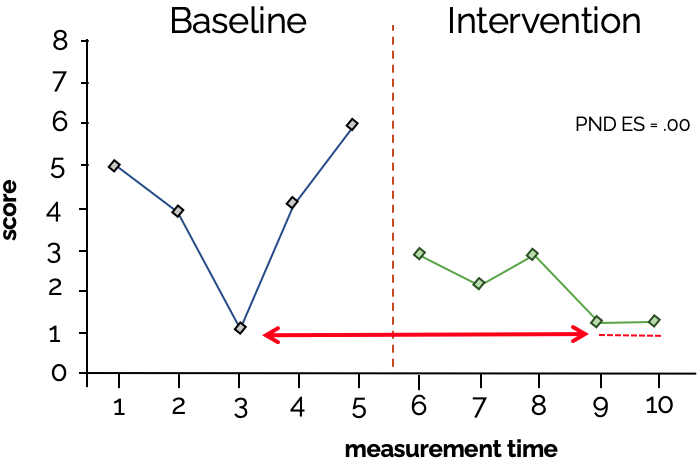 Baseline
Intervention
8
7
6
5
4
3
2
1
0
score
PND ES = .00
1 2 3 4 5 6 7 8 9 10
measurement time